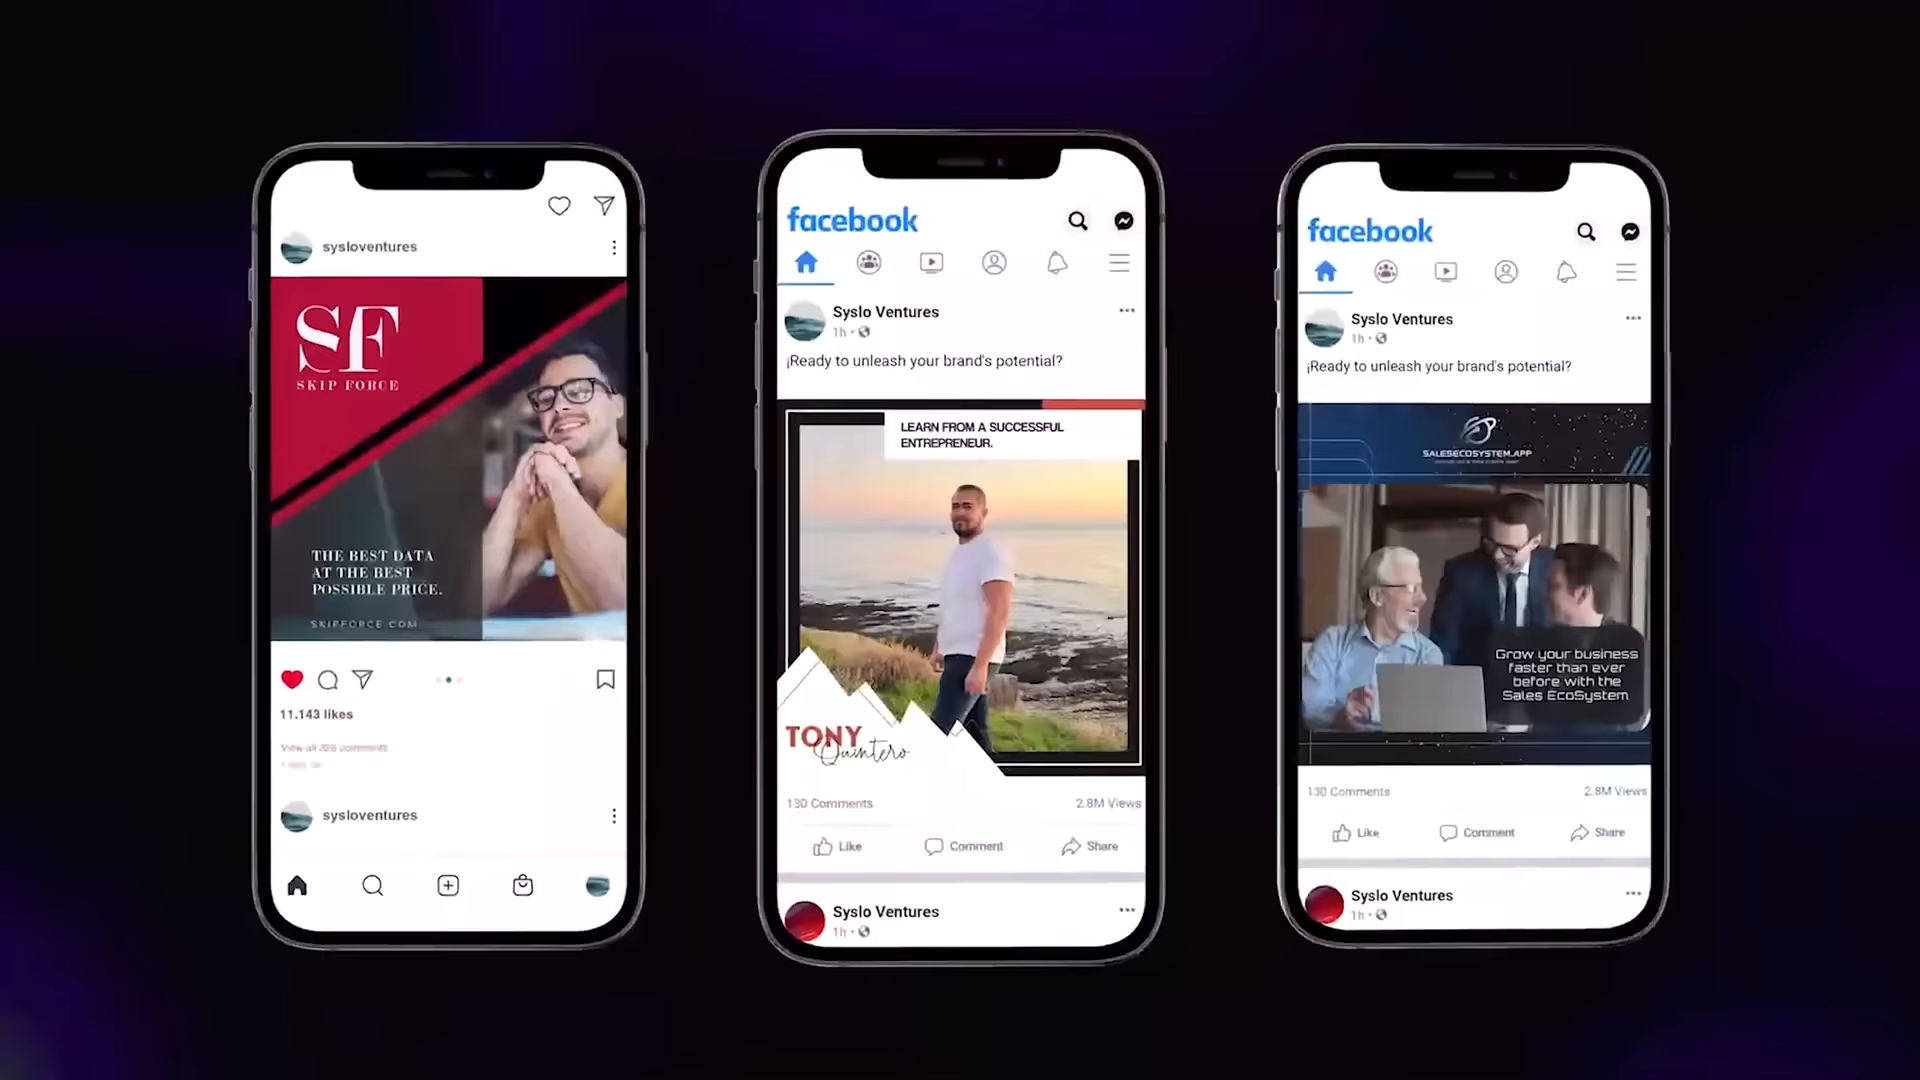 sysloventures
SF
SKIP FORCE
THE BEST DATA
AT THE BEST
POSSIBLE PRICE.
SKIPFORCE.COM
11.143 likes
sysloventures
facebook
Syslo Ventures
1h
¡Ready to unleash your brand's potential?
LEARN FROM A SUCCESSFUL
ENTREPRENEUR.
TONY
Quintero
130 Comments 2.8M Views
Like Comment Share
Syslo Ventures
1h
facebook
Syslo Ventures
1h
¡Ready to unleash your brand's potential?
SALESECOSYSTEM.APP
Grow your business
faster than ever
before with the
Sales EcoSystem
130 Comments 2.8M Views
Like Comment Share
Syslo Ventures
1h